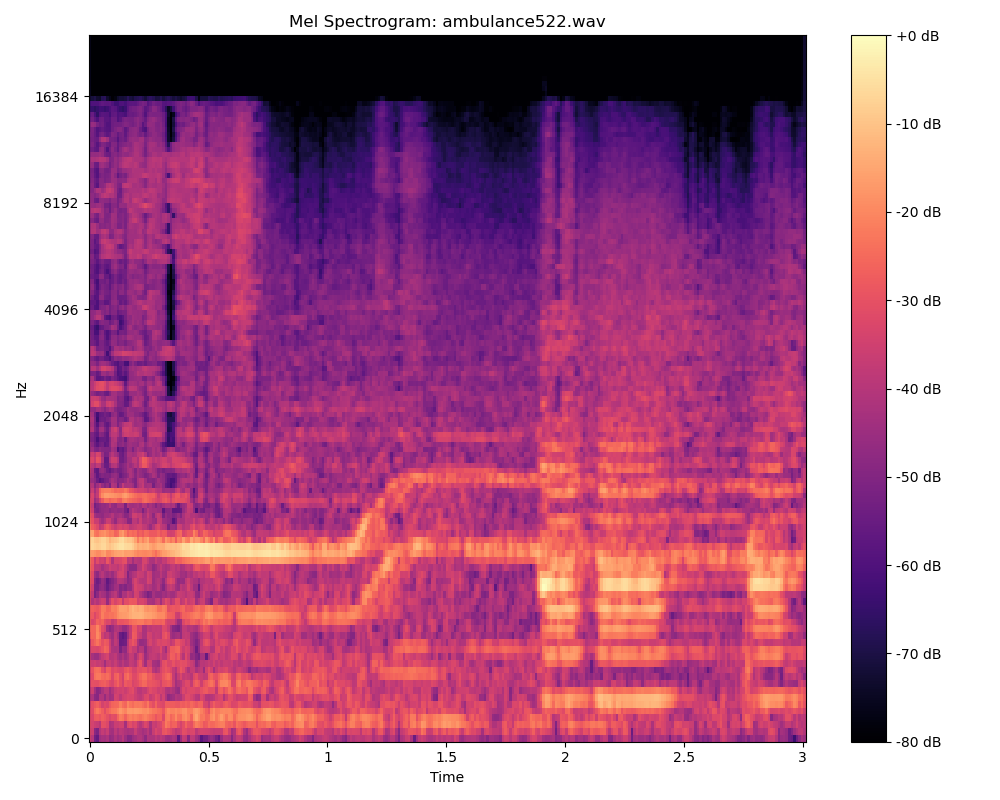 Mel Spectrogram: ambulance522.wav
Hz
16384
8192
4096
2048
1024
512
0
0
0.5
1
1.5
2
2.5
3
Time
+0 dB
-10 dB
-20 dB
-30 dB
-40 dB
-50 dB
-60 dB
-70 dB
-80 dB